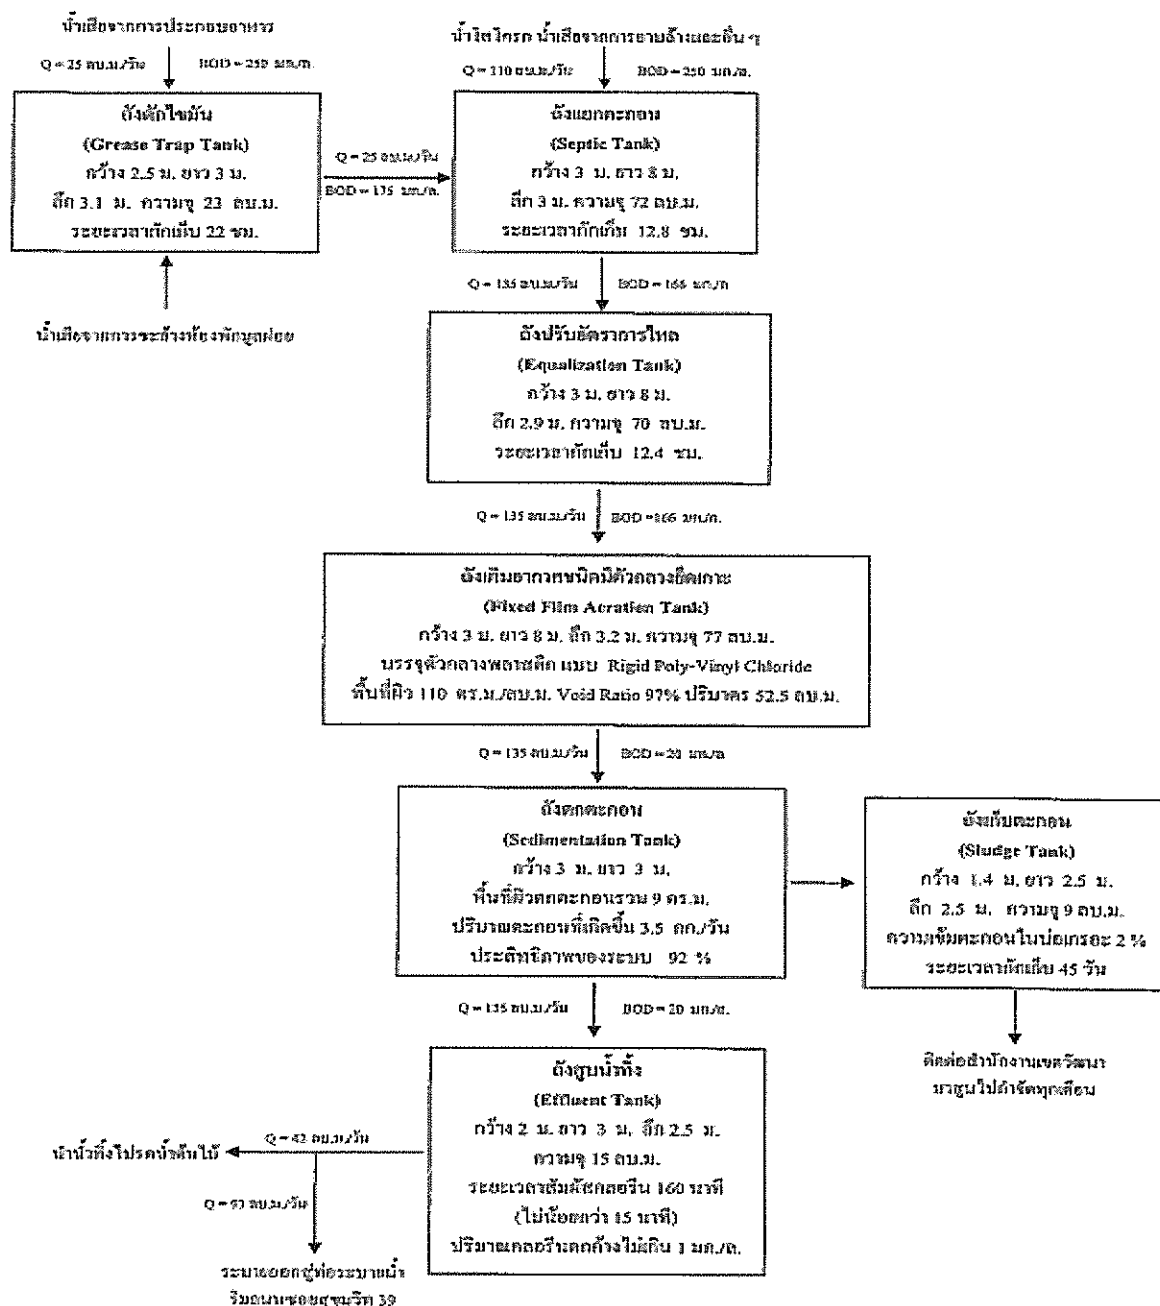 น้ำเสียจากการประกอบอาหาร
Q = 25 ลบ.ม./วัน BOD = 250 มก./ล.
ถังดักไขมัน
(Grease Trap Tank)
กว้าง 2.5 ม. ยาว 3 ม.
ลึก 3.1 ม. ความจุ 23 ลบ.ม.
ระยะเวลากักเก็บ 22 ชม.
น้ำเสียจากการชะล้างห้องพักมูลฝอย
Q = 25 ลบ.ม./วัน
BOD = 175 มก./ล.
น้ำโสโครก น้ำเสียจากการอาบล้างและอื่น ๆ
Q = 110 ลบ.ม./วัน BOD = 250 มก./ล.
ถังแยกตะกอน
(Septic Tank)
กว้าง 3 ม. ยาว 8 ม.
ลึก 3 ม. ความจุ 72 ลบ.ม.
ระยะเวลากักเก็บ 12.8 ชม.
Q = 135 ลบ.ม./วัน BOD = 166 มก./ล
ถังปรับอัตราการไหล
(Equalization Tank)
กว้าง 3 ม. ยาว 8 ม.
ลึก 2.9 ม. ความจุ 70 ลบ.ม.
ระยะเวลากักเก็บ 12.4 ชม.
Q = 135 ลบ.ม./วัน BOD =166 มก./ล.
ถังเติมอากาศชนิดมีตัวกลางยึดเกาะ
(Fixed Film Aeration Tank)
กว้าง 3 ม. ยาว 8 ม. ลึก 3.2 ม. ความจุ 77 ลบ.ม.
บรรจุตัวกลางพลาสติก แบบ Rigid Poly-Vinyl Chloride
พื้นที่ผิว 110 ตร.ม./ลบ.ม. Void Ratio 97% ปริมาตร 52.5 ลบ.ม.
Q = 135 ลบ.ม./วัน BOD = 20 มก./ล
ถังตกตะกอน
(Sedimentation Tank)
กว้าง 3 ม. ยาว 3 ม.
พื้นที่ผิวตกตะกอนรวม 9 ตร.ม.
ปริมาณตะกอนที่เกิดขึ้น 3.5 กก./วัน
ประสิทธิภาพของระบบ 92 %
ถังเก็บตะกอน
(Sludge Tank)
กว้าง 1.4 ม. ยาว 2.5 ม.
ลึก 2.5 ม. ความจุ 9 ลบ.ม.
ความเข้มตะกอนในบ่อเกรอะ 2 %
ระยะเวลากักเก็บ 45 วัน
ติดต่อสำนักงานเขตวัฒนา
มาสูบไปกำจัดทุกเดือน
Q = 135 ลบ.ม./วัน BOD = 20 มก./ล.
ถังสูบน้ำทิ้ง
(Effluent Tank)
กว้าง 2 ม. ยาว 3 ม. ลึก 2.5 ม.
ความจุ 15 ลบ.ม.
ระยะเวลาสัมผัสคลอรีน 160 นาที
(ไม่น้อยกว่า 15 นาที)
ปริมาณคลอรีนตกค้างไม่เกิน 1 มก./ล.
Q = 42 ลบ.ม./วัน
นำน้ำทิ้งไปรดน้ำต้นไม้
Q = 93 ลบ.ม./วัน
ระบายออกสู่ท่อระบายน้ำ
ริมถนนซอยสุขุมวิท 39